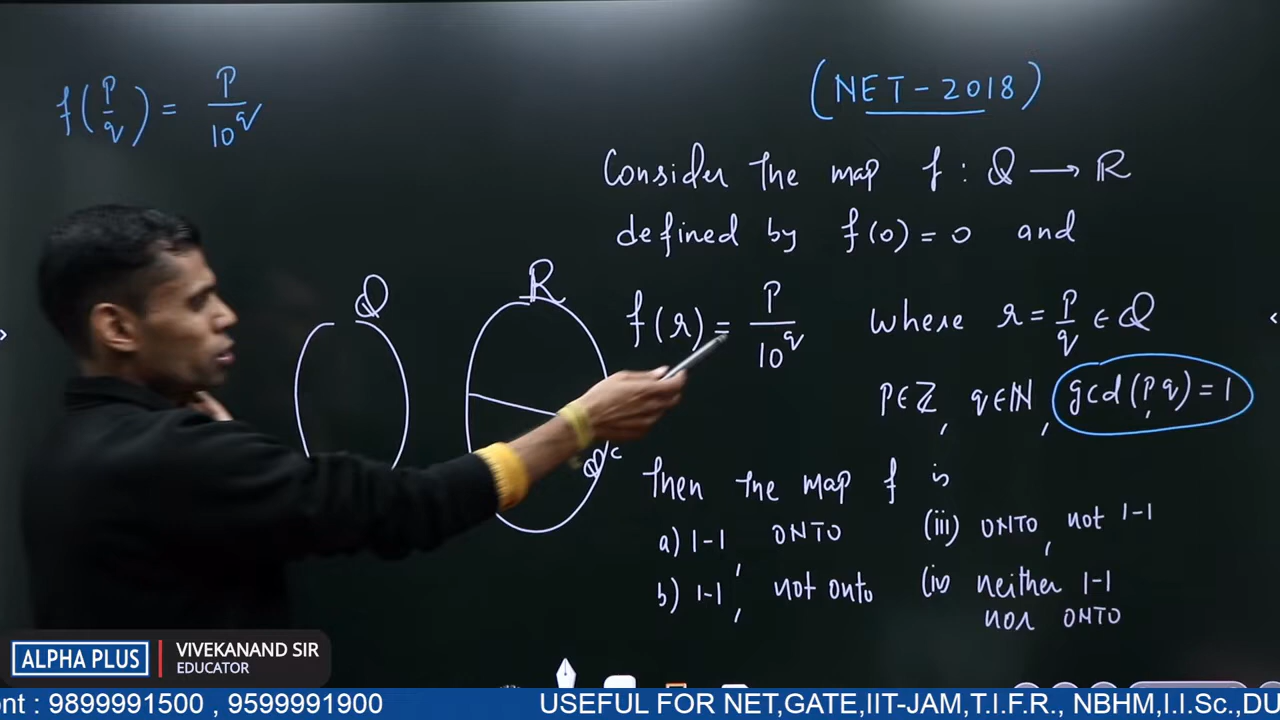 f(p/q) = p/10^q
(NET-2018)
Consider the map f : Q → R
defined by f(0) = 0 and
f(r) = p/10^q where r = p/q ∈ Q
p∈Z, q∈N, gcd(p,q) = 1
Q
R
Q^c
Then the map f is
a) 1-1, ONTO (iii) ONTO, not 1-1
b) 1-1, not onto (iv) neither 1-1
nor ONTO
ALPHA PLUS
VIVEKANAND SIR
EDUCATOR
ont : 9899991500 , 9599991900 USEFUL FOR NET,GATE,IIT-JAM,T.I.F.R., NBHM,I.I.Sc.,DU